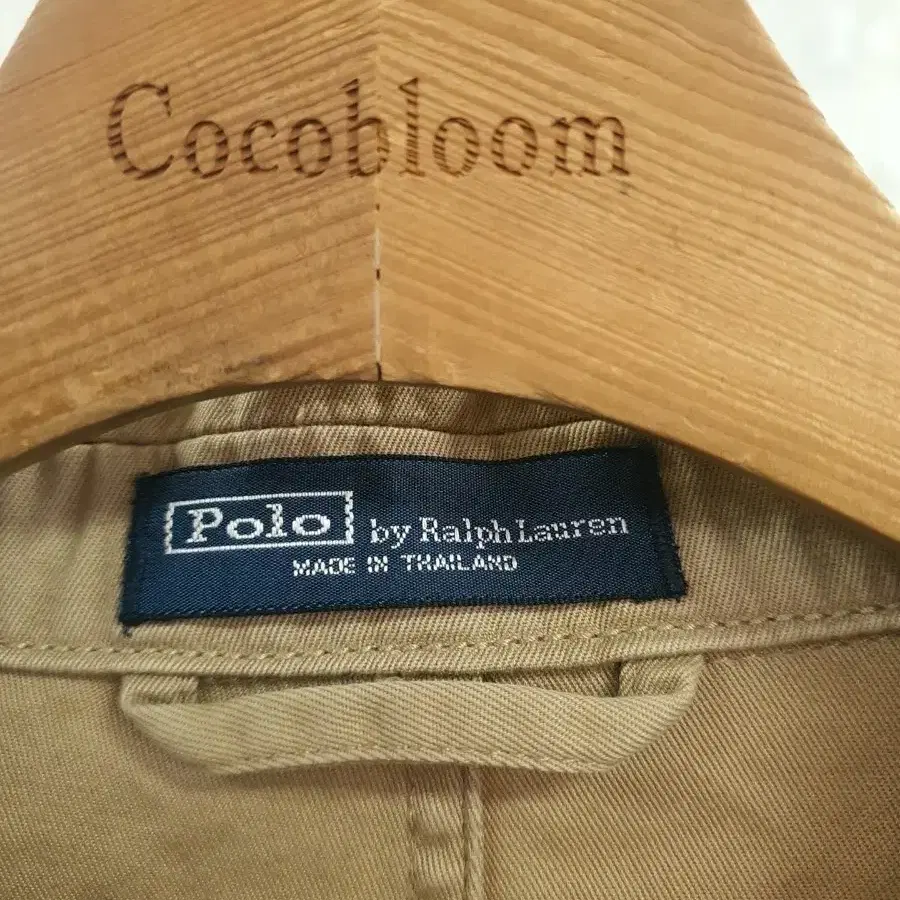 Cocobloom
Polo by Ralph Lauren
MADE IN THAILAND